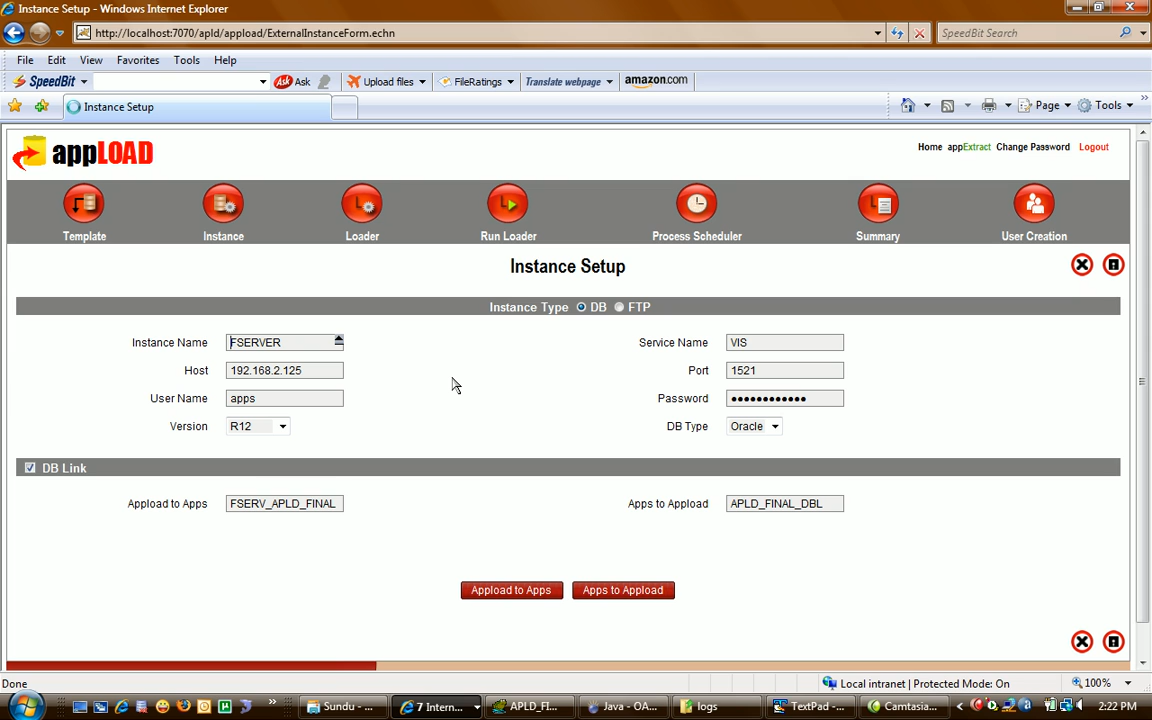 Instance Setup - Windows Internet Explorer
http://localhost:7070/apld/appload/ExternalInstanceForm.echn
SpeedBit Search
File Edit View Favorites Tools Help
SpeedBit Ask Ask Upload files FileRatings Translate webpage amazon.com
Instance Setup Page Tools
appLOAD Home appExtract Change Password Logout
Template Instance Loader Run Loader Process Scheduler Summary User Creation
Instance Setup
Instance Type DB FTP
Instance Name FSERVER Service Name VIS
Host 192.168.2.125 Port 1521
User Name apps Password ••••••••••••
Version R12 DB Type Oracle
DB Link
Appload to Apps FSERV_APLD_FINAL Apps to Appload APLD_FINAL_DBL
Appload to Apps Apps to Appload
Done Local intranet | Protected Mode: On 100%
Sundu - ... 7 Intern... APLD_FI... Java - OA... logs TextPad -... Camtasia... 2:22 PM